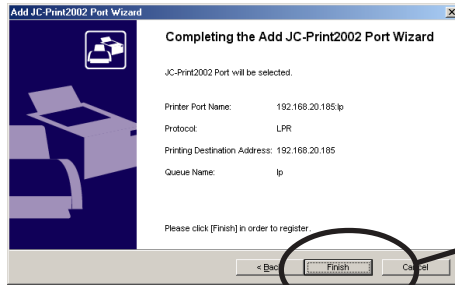 Add JC-Print2002 Port Wizard
Completing the Add JC-Print2002 Port Wizard
JC-Print2002 Port will be selected.
Printer Port Name: 192.168.20.185:lp
Protocol: LPR
Printing Destination Address: 192.168.20.185
Queue Name: lp
Please click [Finish] in order to register.
< Back Finish Cancel